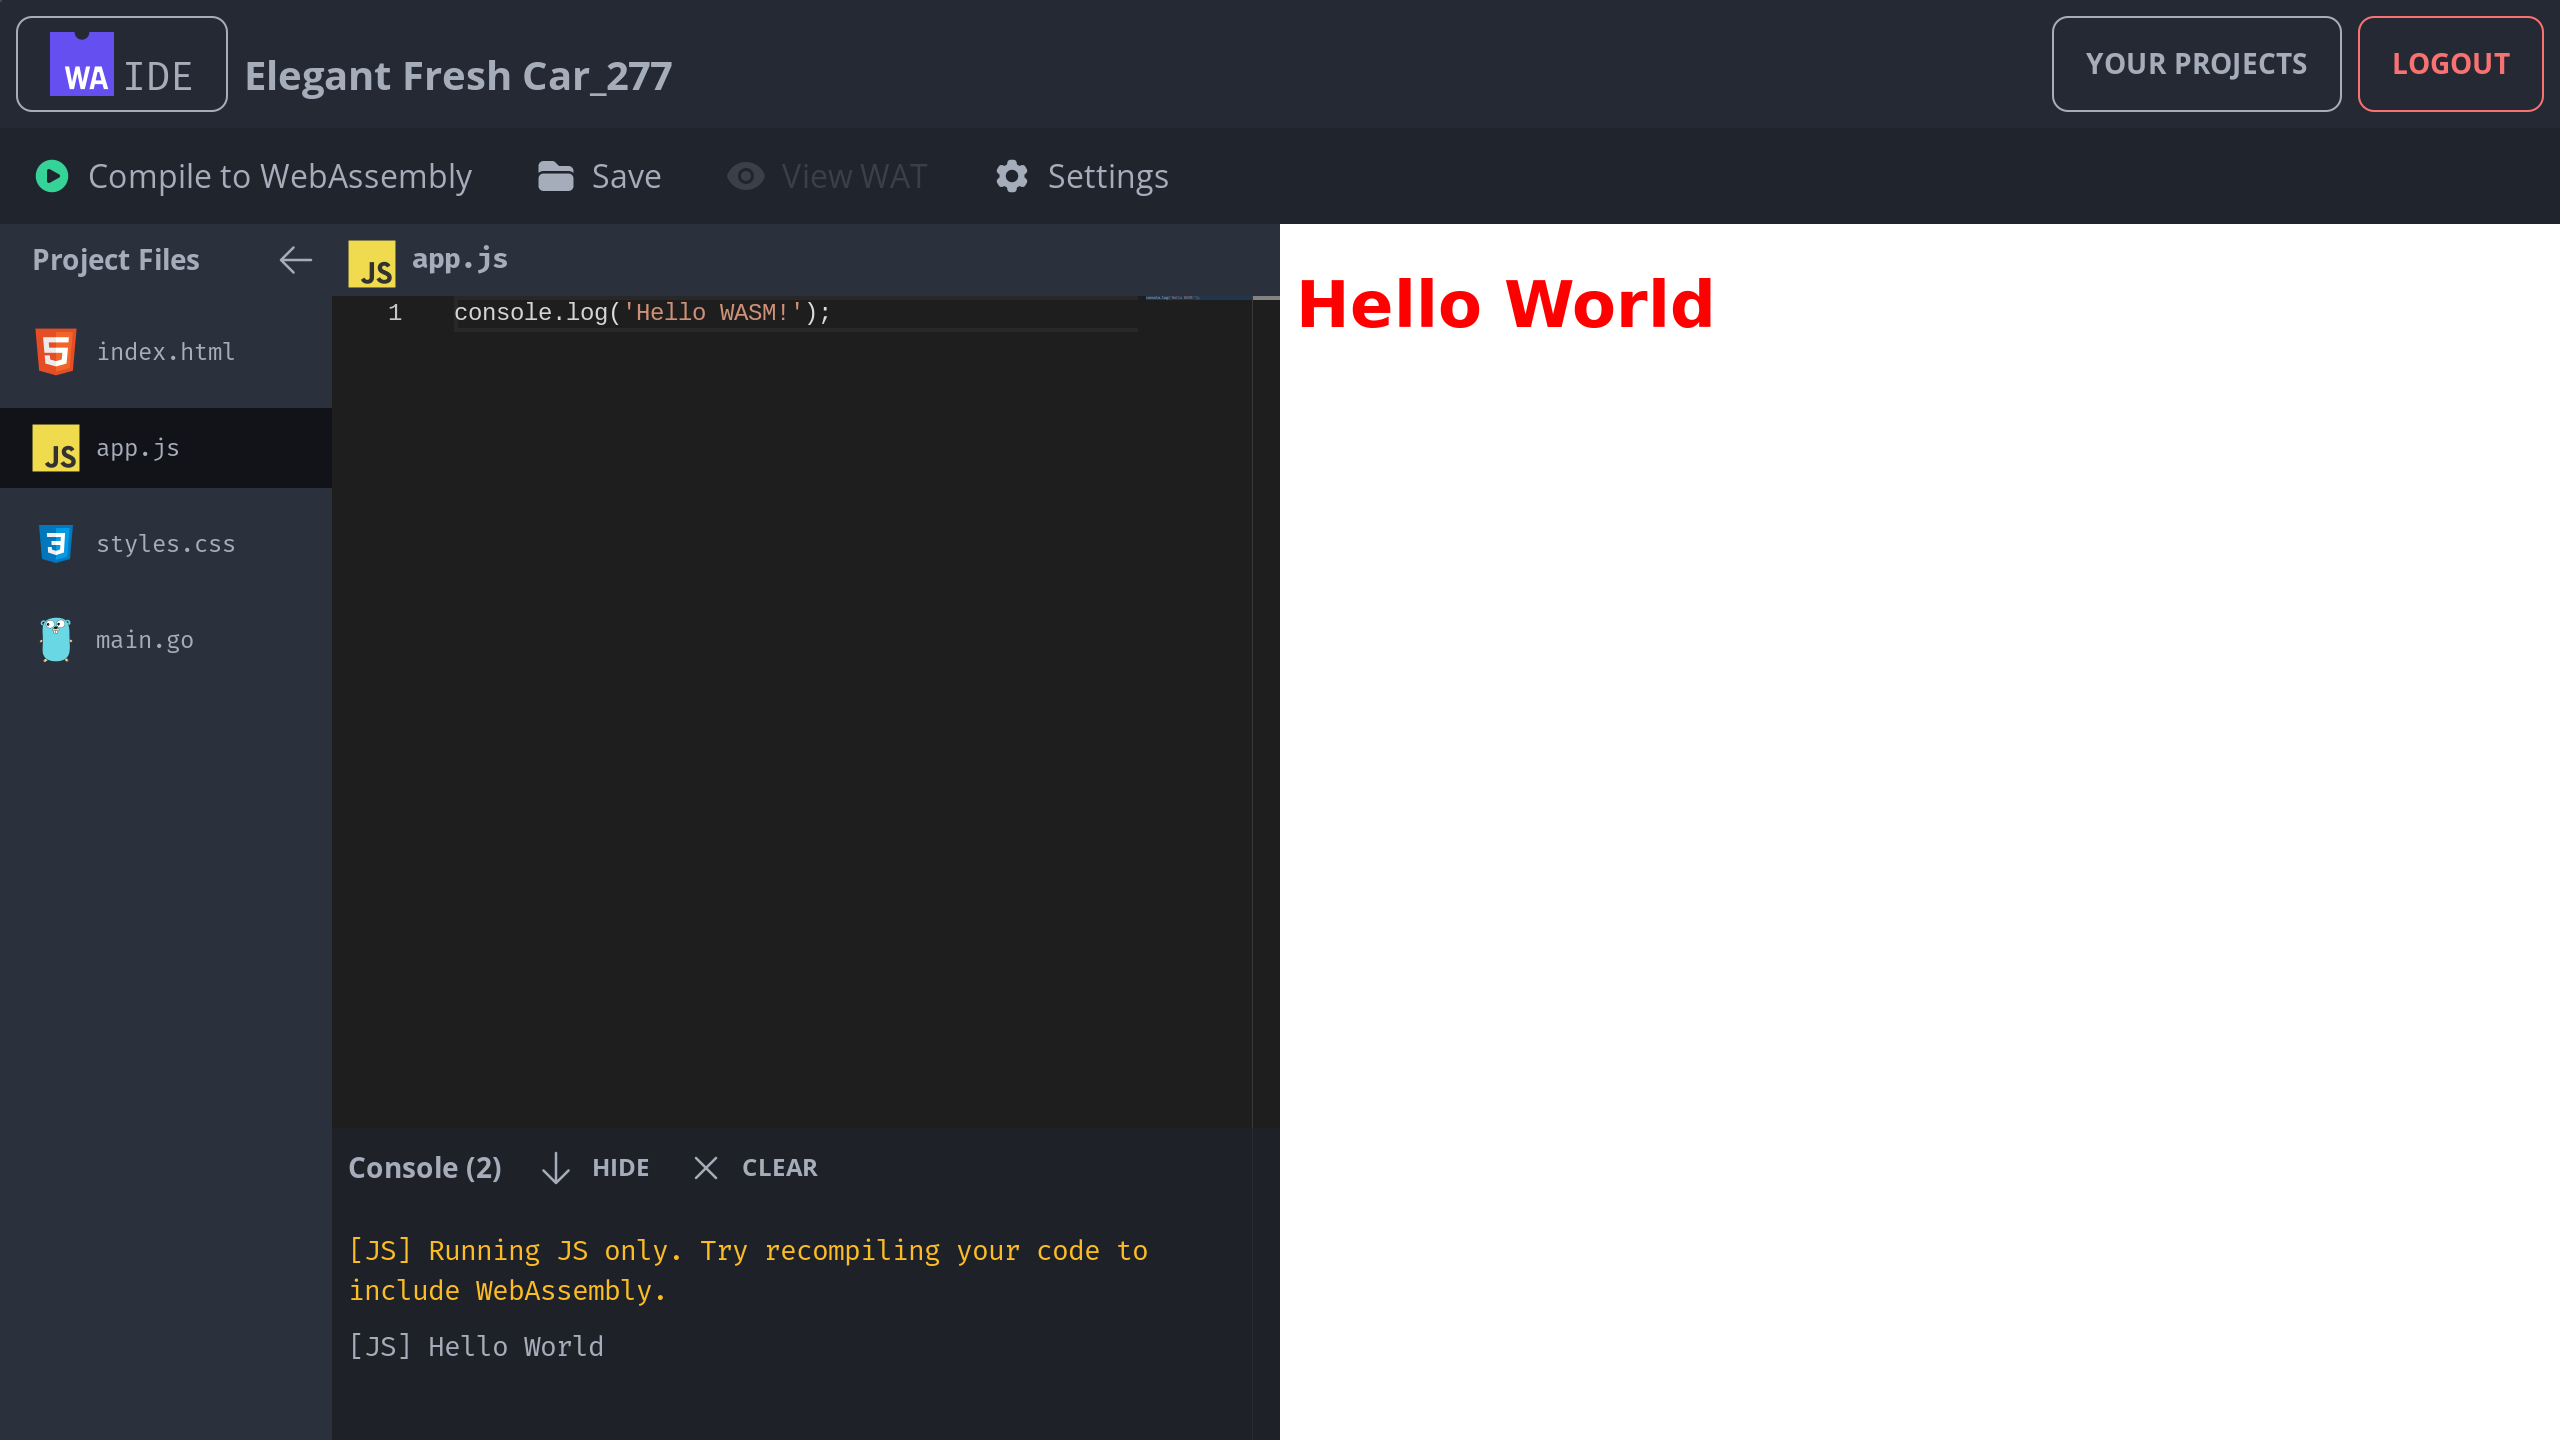 WA IDE Elegant Fresh Car_277 YOUR PROJECTS LOGOUT
Compile to WebAssembly Save View WAT Settings
Project Files JS app.js
1 console.log('Hello WASM!');
Hello World
index.html
JS app.js
styles.css
main.go
Console (2) HIDE CLEAR
[JS] Running JS only. Try recompiling your code to
include WebAssembly.
[JS] Hello World